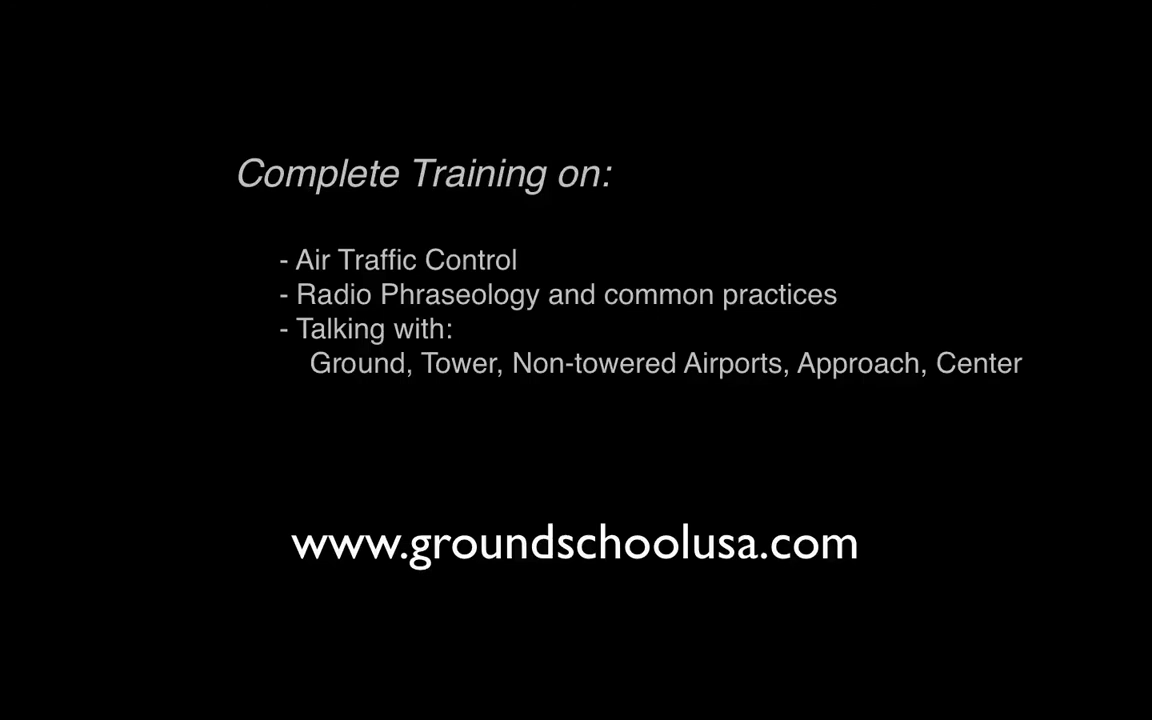 Complete Training on:
- Air Traffic Control
- Radio Phraseology and common practices
- Talking with:
Ground, Tower, Non-towered Airports, Approach, Center
www.groundschoolusa.com